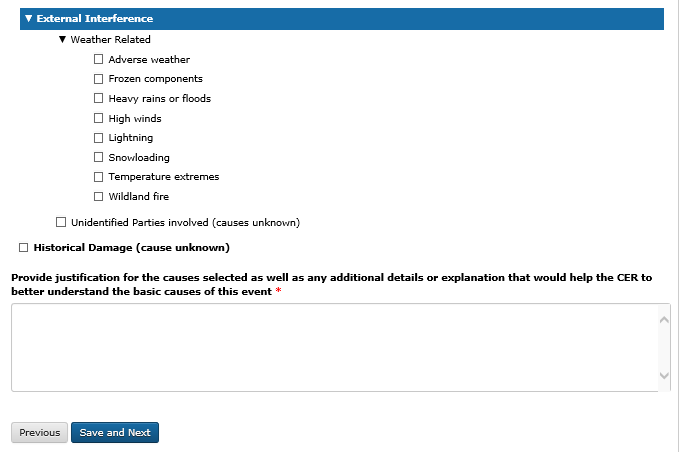 External Interference
Weather Related
Adverse weather
Frozen components
Heavy rains or floods
High winds
Lightning
Snowloading
Temperature extremes
Wildland fire
Unidentified Parties involved (causes unknown)
Historical Damage (cause unknown)
Provide justification for the causes selected as well as any additional details or explanation that would help the CER to
better understand the basic causes of this event *
Previous Save and Next